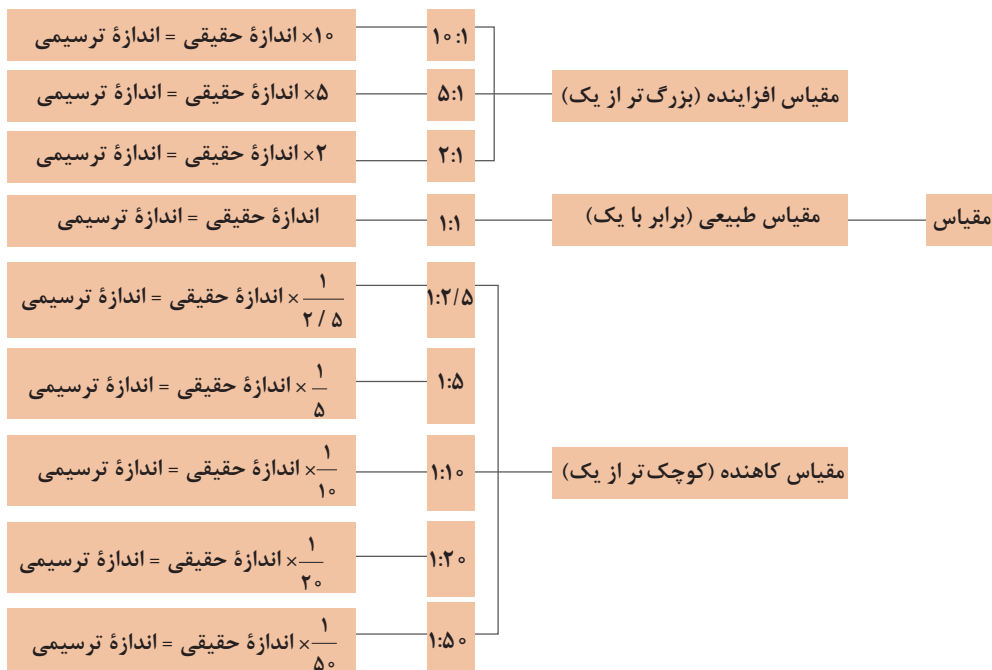 مقیاس
مقیاس افزاینده (بزرگ‌تر از یک)
۱۰:۱
۱۰× اندازهٔ حقیقی = اندازهٔ ترسیمی
۵:۱
۵× اندازهٔ حقیقی = اندازهٔ ترسیمی
۲:۱
۲× اندازهٔ حقیقی = اندازهٔ ترسیمی
مقیاس طبیعی (برابر با یک)
۱:۱
اندازهٔ حقیقی = اندازهٔ ترسیمی
مقیاس کاهنده (کوچک‌تر از یک)
۱:۲/۵
۱
× اندازهٔ حقیقی = اندازهٔ ترسیمی
۲ / ۵
۱:۵
۱
× اندازهٔ حقیقی = اندازهٔ ترسیمی
۵
۱:۱۰
۱
× اندازهٔ حقیقی = اندازهٔ ترسیمی
۱۰
۱:۲۰
۱
× اندازهٔ حقیقی = اندازهٔ ترسیمی
۲۰
۱:۵۰
۱
× اندازهٔ حقیقی = اندازهٔ ترسیمی
۵۰